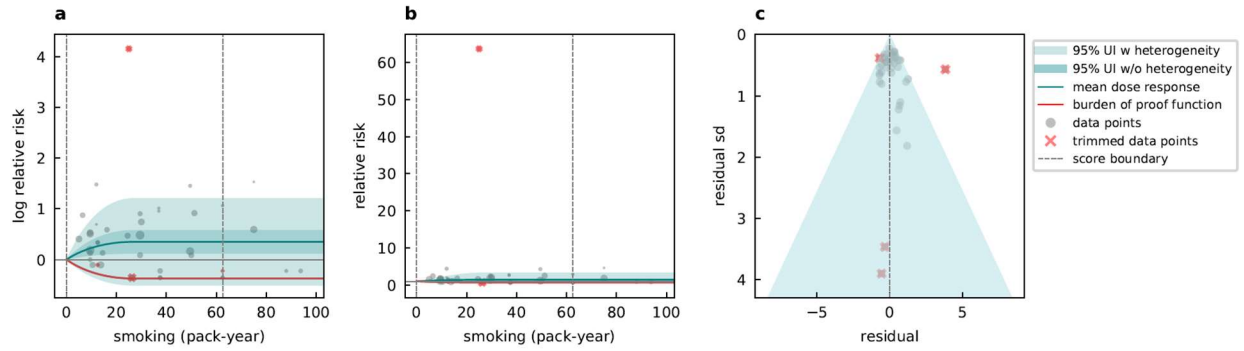 a
4
3
2
1
0
log relative risk
0 20 40 60 80 100
smoking (pack-year)
b
60
50
40
30
20
10
0
relative risk
0 20 40 60 80 100
smoking (pack-year)
c
0
1
2
3
4
residual sd
−5 0 5
residual
95% UI w heterogeneity
95% UI w/o heterogeneity
mean dose response
burden of proof function
data points
trimmed data points
score boundary